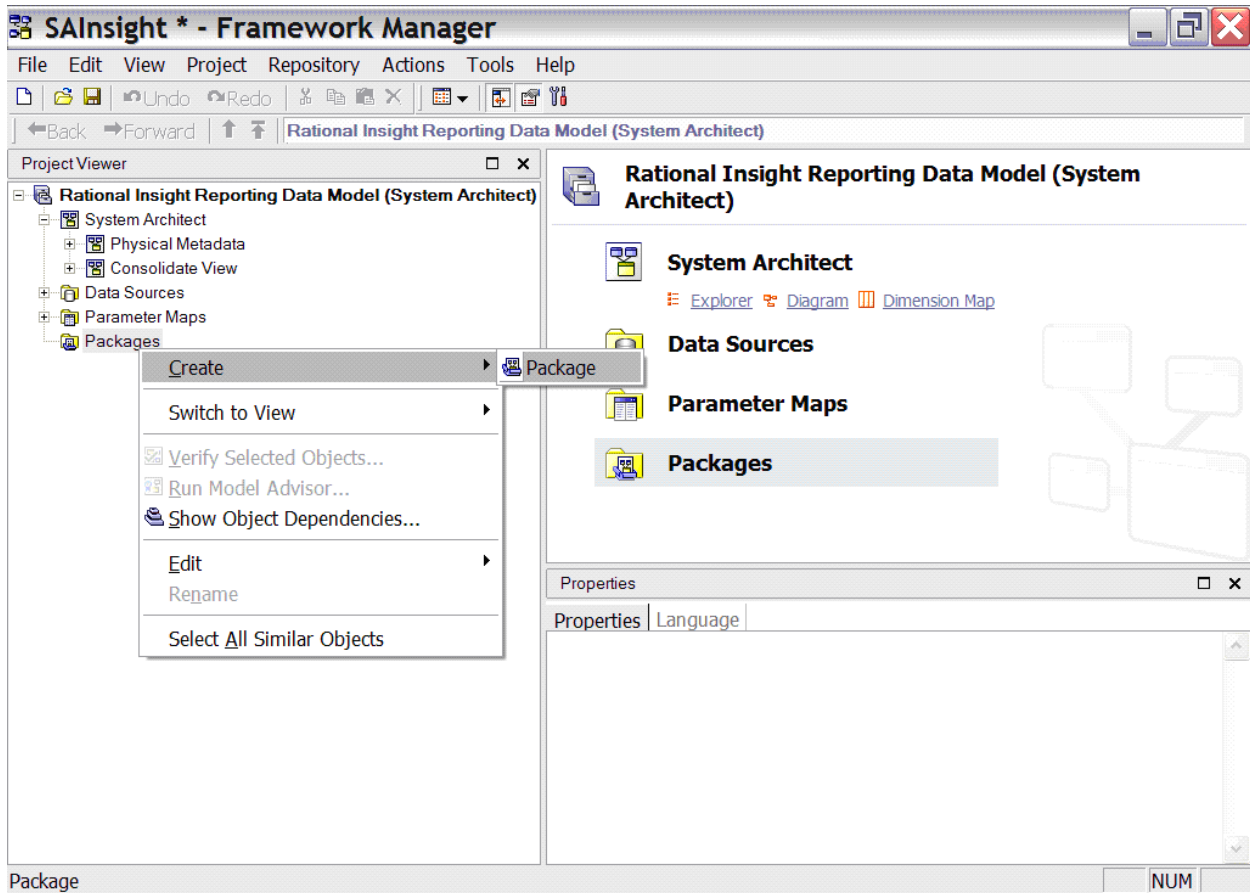 SAInsight * - Framework Manager
File Edit View Project Repository Actions Tools Help
Undo Redo
Back Forward Rational Insight Reporting Data Model (System Architect)
Project Viewer
Rational Insight Reporting Data Model (System Architect)
System Architect
Physical Metadata
Consolidate View
Data Sources
Parameter Maps
Packages
Create
Package
Switch to View
Verify Selected Objects...
Run Model Advisor...
Show Object Dependencies...
Edit
Rename
Select All Similar Objects
Rational Insight Reporting Data Model (System
Architect)
System Architect
Explorer Diagram Dimension Map
Data Sources
Parameter Maps
Packages
Properties
Properties Language
Package NUM